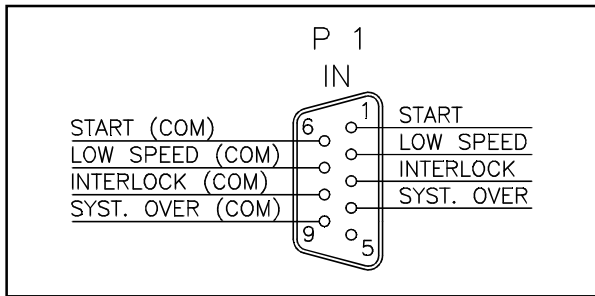 P 1
IN
START (COM)
LOW SPEED (COM)
INTERLOCK (COM)
SYST. OVER (COM)
6
9
1
5
START
LOW SPEED
INTERLOCK
SYST. OVER